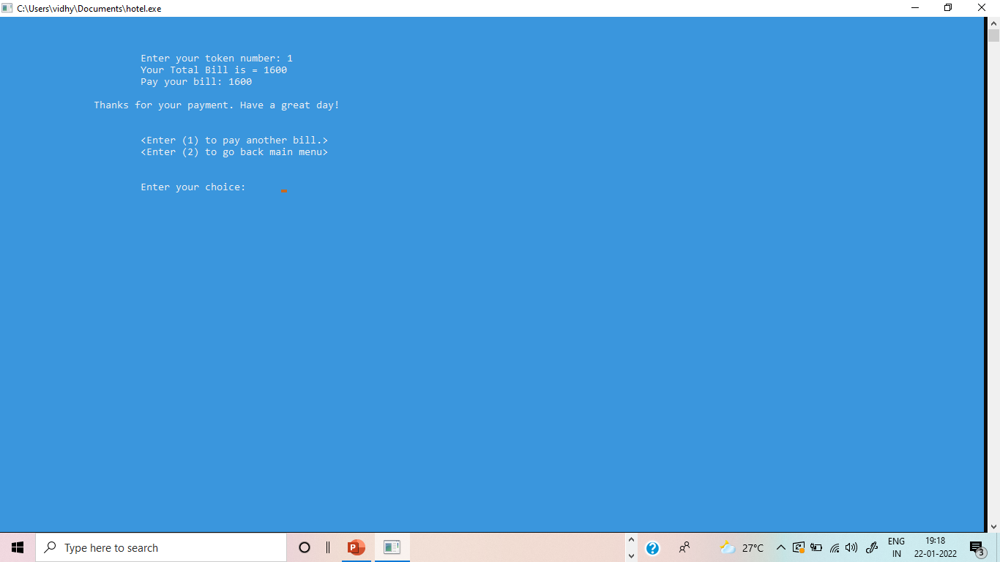 C:\Users\vidhy\Documents\hotel.exe
Enter your token number: 1
Your Total Bill is = 1600
Pay your bill: 1600
Thanks for your payment. Have a great day!
<Enter (1) to pay another bill.>
<Enter (2) to go back main menu>
Enter your choice:
Type here to search
P
27°C
ENG
IN
19:18
22-01-2022
3